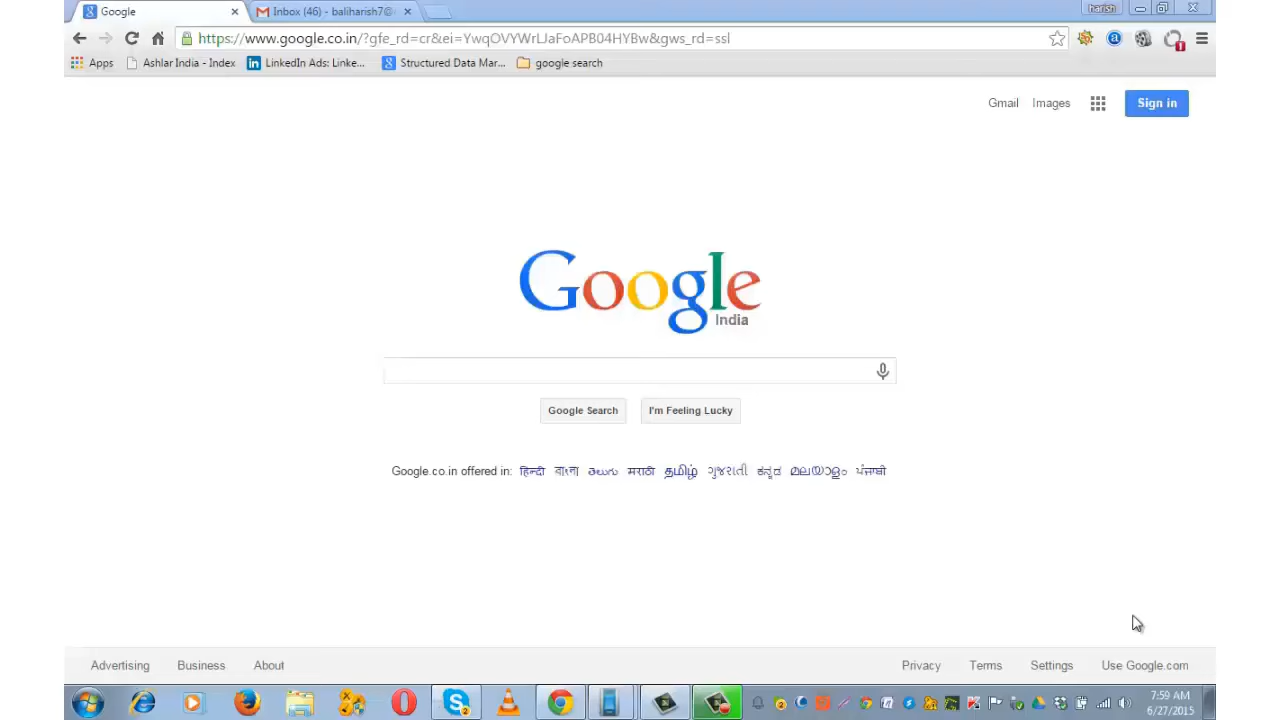 Google
Inbox (46) - baliharish7@
harish
https://www.google.co.in/?gfe_rd=cr&ei=YwqOVYWrLJaFoAPB04HYBw&gws_rd=ssl
Apps Ashlar India - Index LinkedIn Ads: Linke... Structured Data Mar... google search
Gmail Images Sign in
Google
India
Google Search I'm Feeling Lucky
Google.co.in offered in: हिन्दी বাংলা తెలుగు मराठी தமிழ் ગુજરાતી ಕನ್ನಡ മലയാളം ਪੰਜਾਬੀ
Advertising Business About Privacy Terms Settings Use Google.com
7:59 AM
6/27/2015